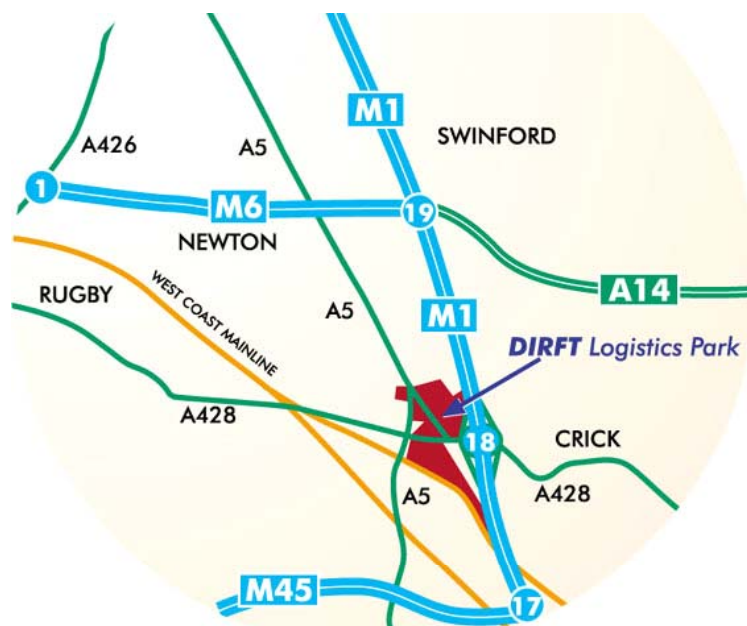 M1
SWINFORD
A426
A5
1
M6
19
NEWTON
A14
RUGBY
WEST COAST MAINLINE
A5
M1
DIRFT Logistics Park
A428
18
CRICK
A5
A428
M45
17